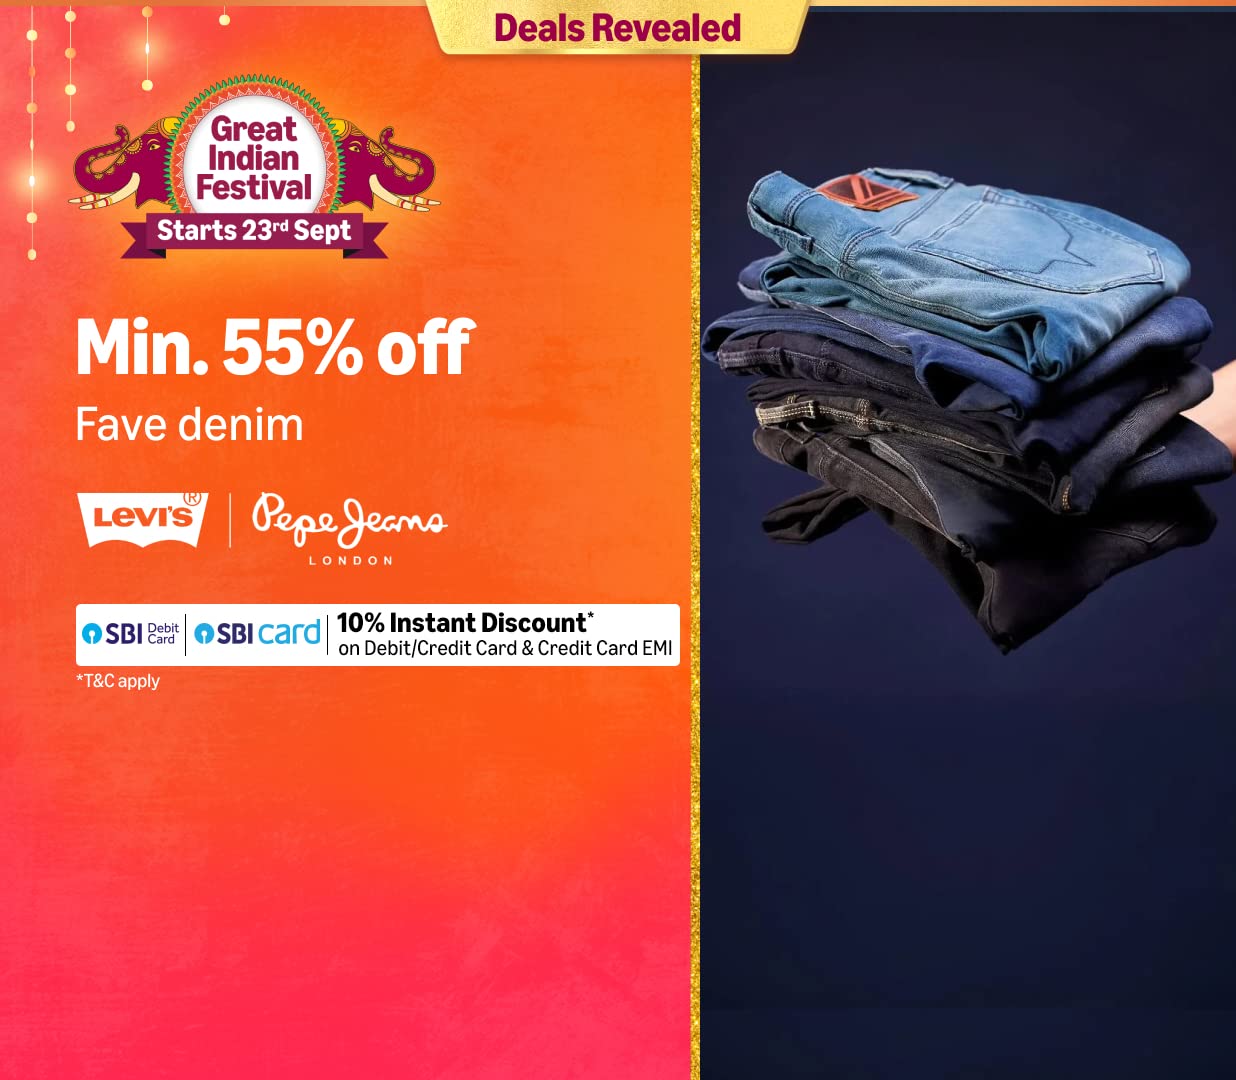 Deals Revealed
Great
Indian
Festival
Starts 23rd Sept
Min. 55% off
Fave denim
LEVI'S® | Pepe Jeans
LONDON
SBI Debit Card | SBI card | 10% Instant Discount*
on Debit/Credit Card & Credit Card EMI
*T&C apply